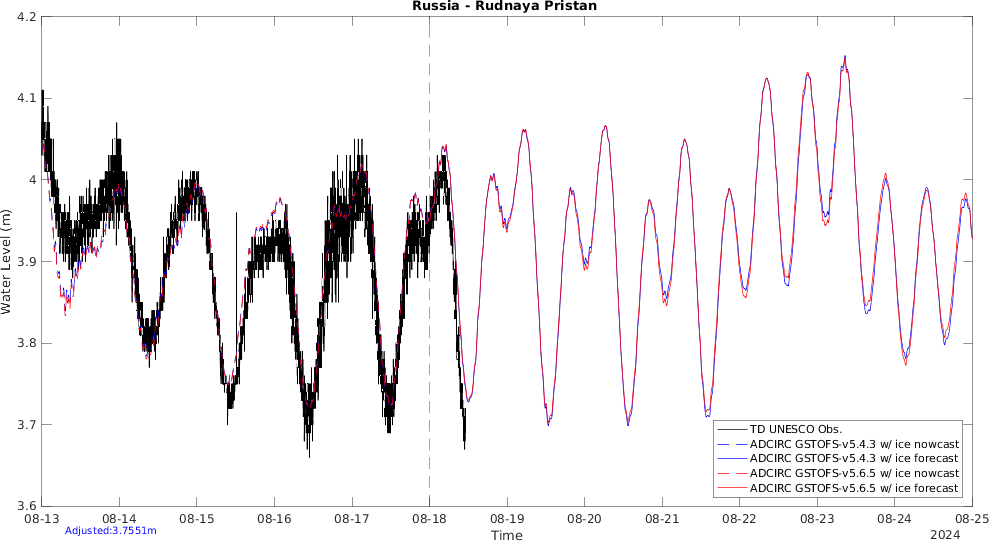 Russia - Rudnaya Pristan
4.2
4.1
4
3.9
3.8
3.7
3.6
Water Level (m)
08-13 08-14 08-15 08-16 08-17 08-18 08-19 08-20 08-21 08-22 08-23 08-24 08-25
Adjusted:3.7551m
Time
2024
TD UNESCO Obs.
ADCIRC GSTOFS-v5.4.3 w/ ice nowcast
ADCIRC GSTOFS-v5.4.3 w/ ice forecast
ADCIRC GSTOFS-v5.6.5 w/ ice nowcast
ADCIRC GSTOFS-v5.6.5 w/ ice forecast